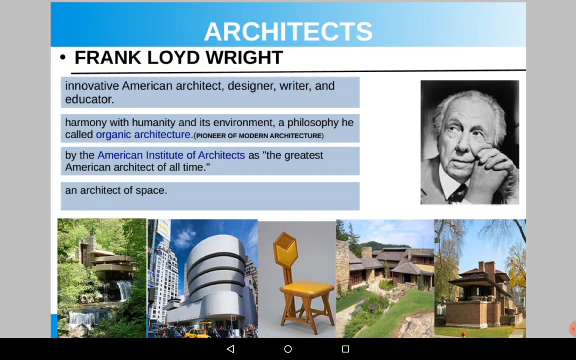 ARCHITECTS
• FRANK LOYD WRIGHT
innovative American architect, designer, writer, and
educator.
harmony with humanity and its environment, a philosophy he
called organic architecture.(PIONEER OF MODERN ARCHITECTURE)
by the American Institute of Architects as "the greatest
American architect of all time."
an architect of space.